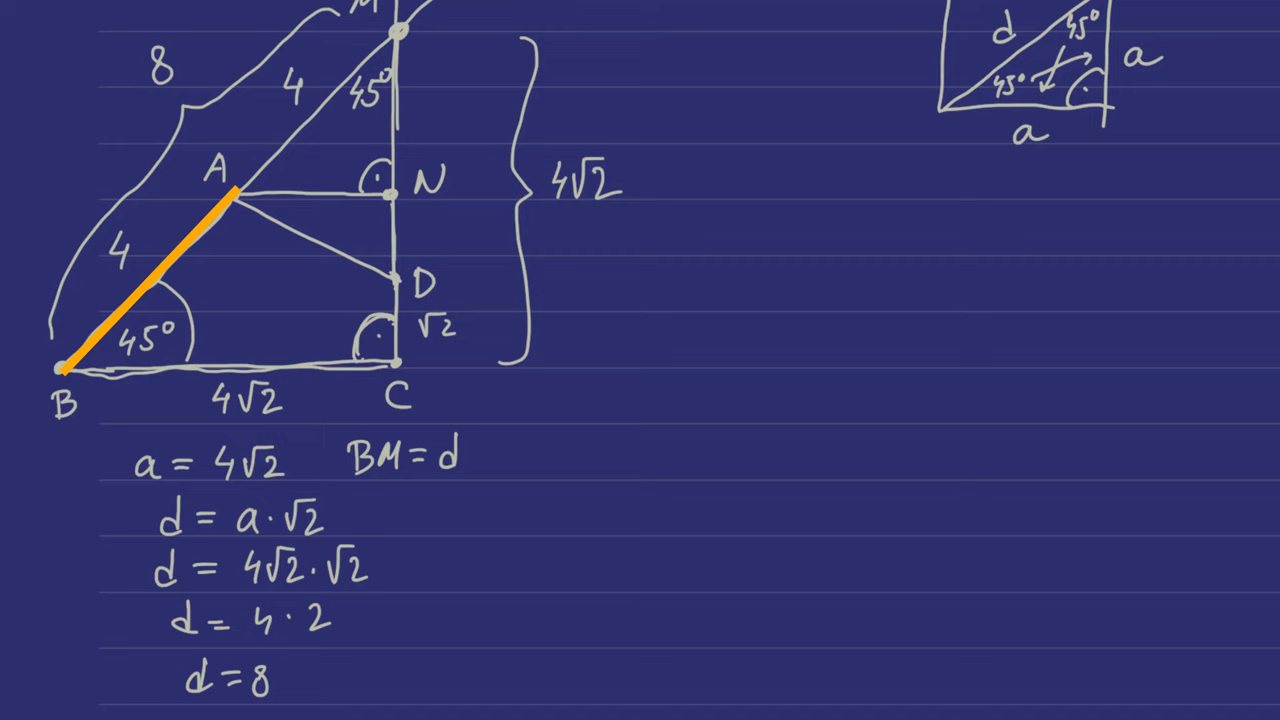 M
8
4
45°
d
45°
45°
a
a
A
N
4√2
4
D
45°
√2
B
4√2
C
a = 4√2 BM = d
d = a · √2
d = 4√2 · √2
d = 4 · 2
d = 8